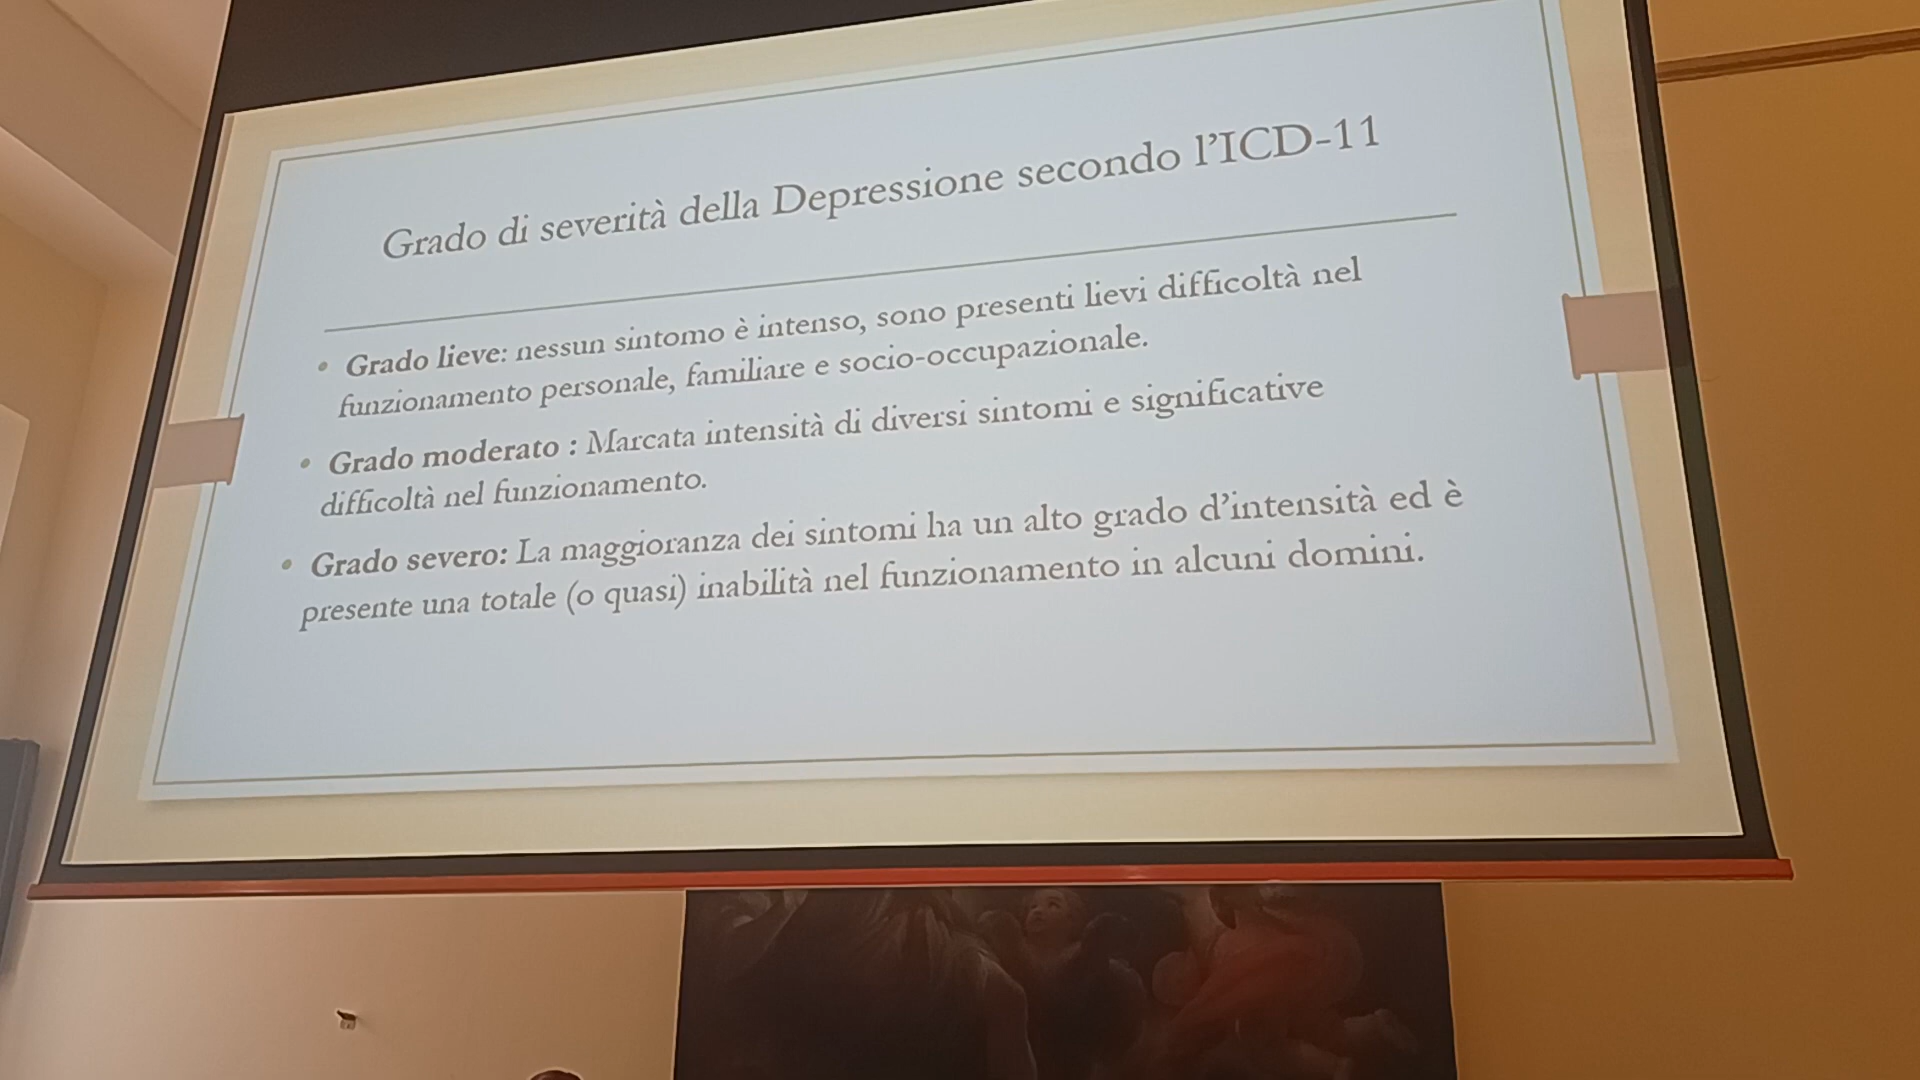 Grado di severità della Depressione secondo l’ICD-11
• Grado lieve: nessun sintomo è intenso, sono presenti lievi difficoltà nel
funzionamento personale, familiare e socio-occupazionale.
• Grado moderato : Marcata intensità di diversi sintomi e significative
difficoltà nel funzionamento.
• Grado severo: La maggioranza dei sintomi ha un alto grado d’intensità ed è
presente una totale (o quasi) inabilità nel funzionamento in alcuni domini.